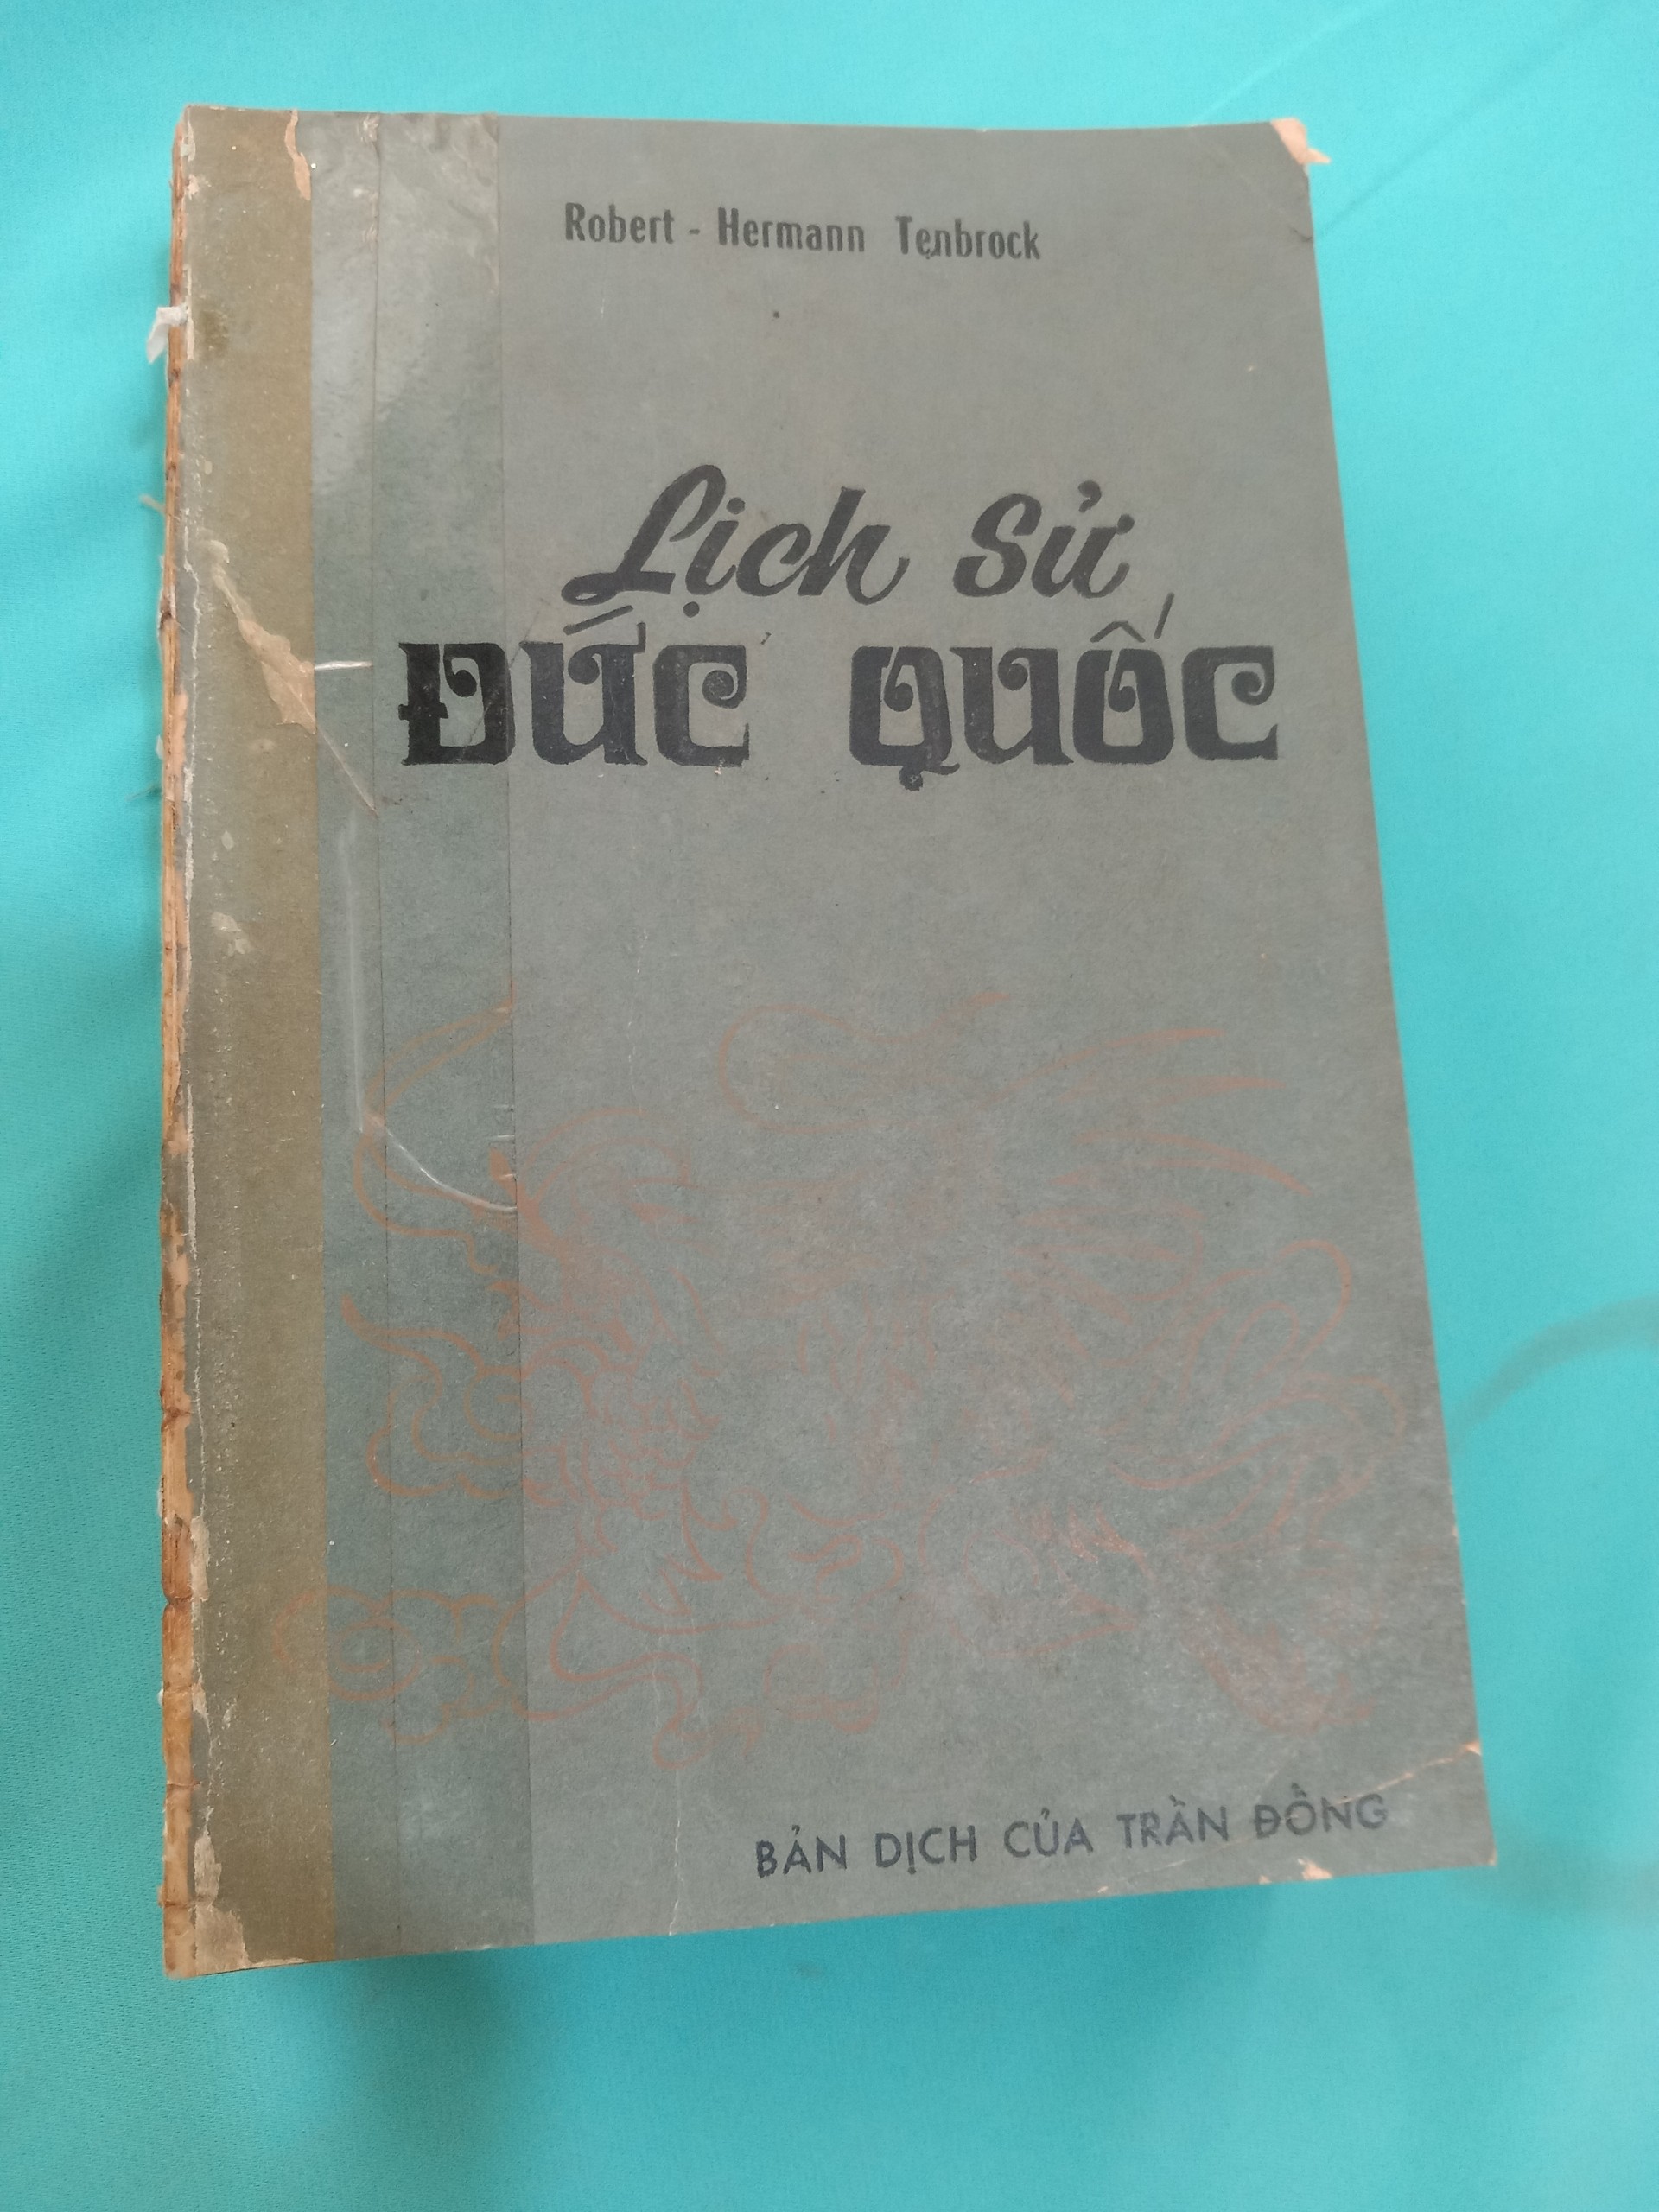 Robert - Hermann Tenbrock
Lịch Sử
ĐỨC QUỐC
BẢN DỊCH CỦA TRẦN ĐỒNG